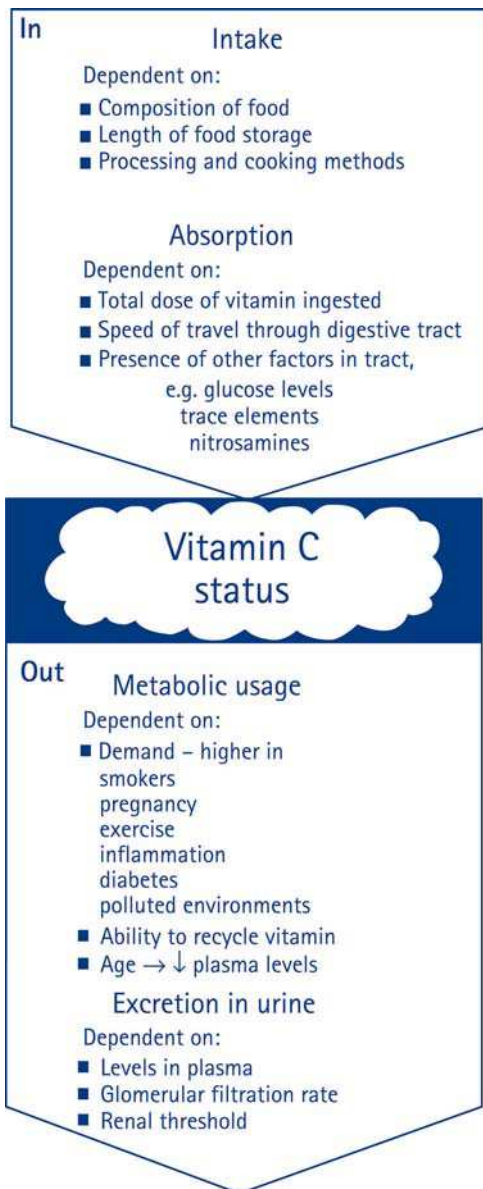 In
Intake
Dependent on:
■ Composition of food
■ Length of food storage
■ Processing and cooking methods
Absorption
Dependent on:
■ Total dose of vitamin ingested
■ Speed of travel through digestive tract
■ Presence of other factors in tract,
e.g. glucose levels
trace elements
nitrosamines
Vitamin C
status
Out
Metabolic usage
Dependent on:
■ Demand – higher in
smokers
pregnancy
exercise
inflammation
diabetes
polluted environments
■ Ability to recycle vitamin
■ Age → ↓ plasma levels
Excretion in urine
Dependent on:
■ Levels in plasma
■ Glomerular filtration rate
■ Renal threshold